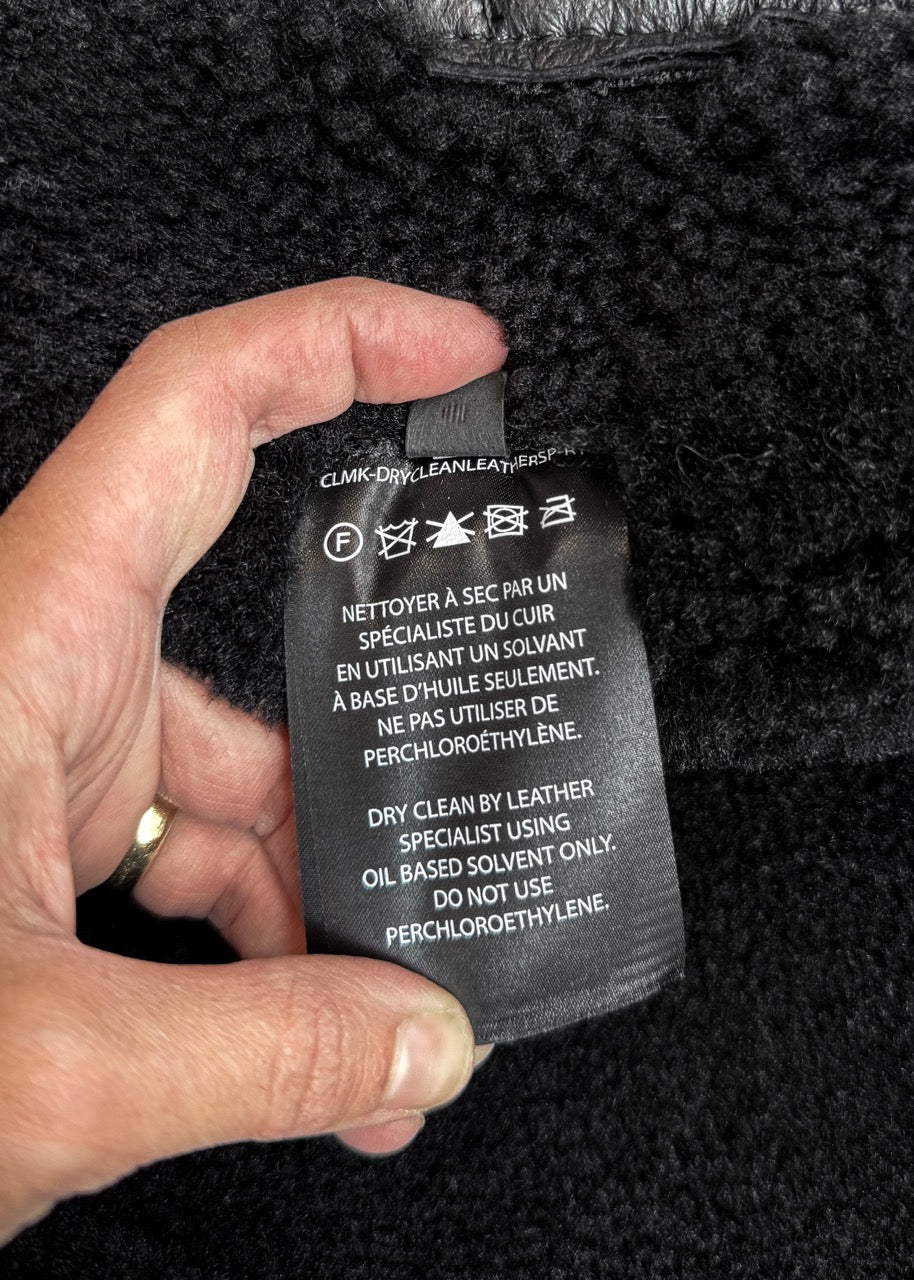 CLMK-DRYCLEANLEATHERSP-R
F
NETTOYER À SEC PAR UN
SPÉCIALISTE DU CUIR
EN UTILISANT UN SOLVANT
À BASE D'HUILE SEULEMENT.
NE PAS UTILISER DE
PERCHLOROÉTHYLÈNE.
DRY CLEAN BY LEATHER
SPECIALIST USING
OIL BASED SOLVENT ONLY.
DO NOT USE
PERCHLOROETHYLENE.